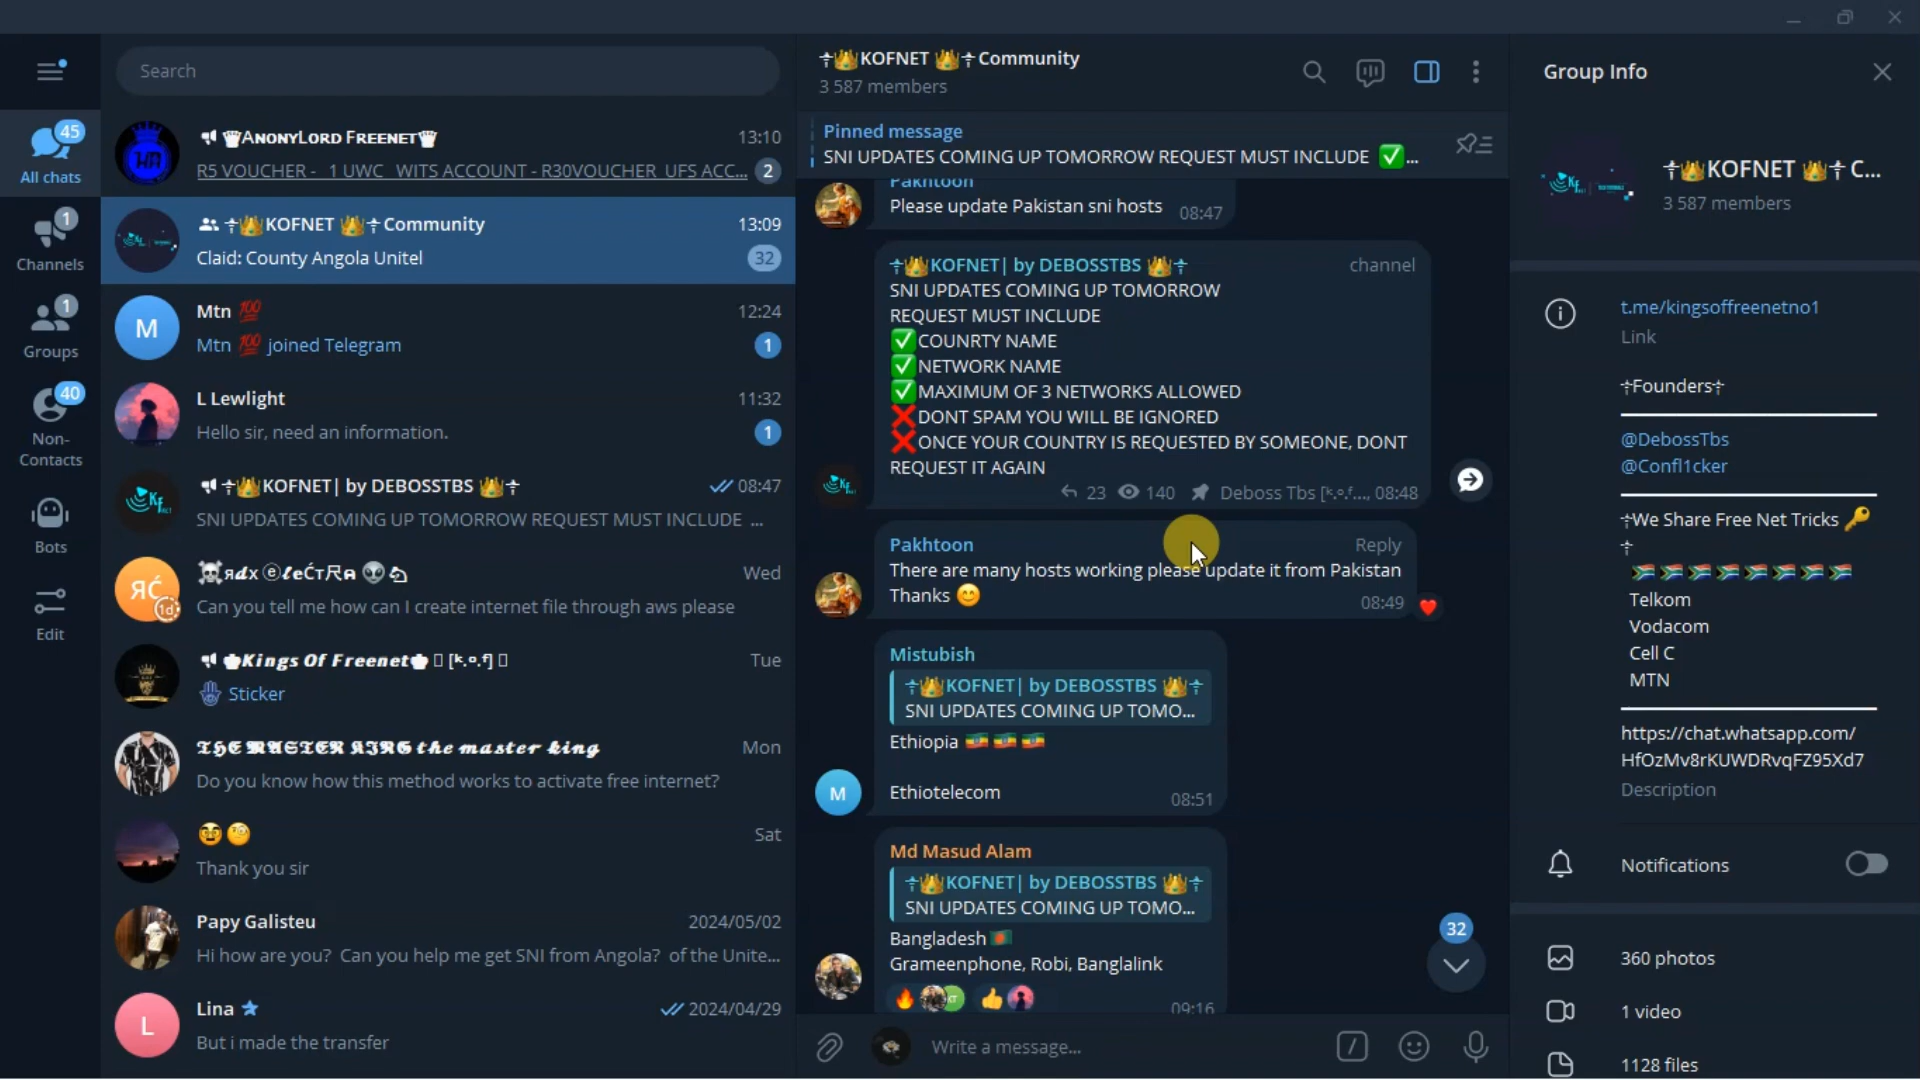 45
All chats
1
Channels
1
Groups
40
Non-
Contacts
Bots
Edit
Search
ANONYLORD FREENET
13:10
R5 VOUCHER - 1 UWC WITS ACCOUNT - R30VOUCHER UFS ACC...
2
KOFNET 👑 Community
13:09
Claid: County Angola Unitel
32
M
Mtn 💯
12:24
Mtn 💯 joined Telegram
1
L Lewlight
11:32
Hello sir, need an information.
1
KOFNET| by DEBOSSTBS 👑
08:47
SNI UPDATES COMING UP TOMORROW REQUEST MUST INCLUDE ...
Wed
1d
Can you tell me how can I create internet file through aws please
Kings Of Freenet [k.o.f]
Tue
Sticker
THE MASTER KING the master king
Mon
Do you know how this method works to activate free internet?
Sat
Thank you sir
Papy Galisteu
2024/05/02
Hi how are you? Can you help me get SNI from Angola? of the Unite...
L
Lina
2024/04/29
But i made the transfer
KOFNET 👑 Community
3 587 members
Pinned message
SNI UPDATES COMING UP TOMORROW REQUEST MUST INCLUDE ✅ ...
Pakhtoon
Please update Pakistan sni hosts
08:47
KOFNET| by DEBOSSTBS 👑
channel
SNI UPDATES COMING UP TOMORROW
REQUEST MUST INCLUDE
✅COUNRTY NAME
✅NETWORK NAME
✅MAXIMUM OF 3 NETWORKS ALLOWED
❌DONT SPAM YOU WILL BE IGNORED
❌ONCE YOUR COUNTRY IS REQUESTED BY SOMEONE, DONT
REQUEST IT AGAIN
23 140 Deboss Tbs [k.o.f..., 08:48
Pakhtoon
Reply
There are many hosts working please update it from Pakistan
Thanks 😊
08:49
Mistubish
KOFNET| by DEBOSSTBS 👑
SNI UPDATES COMING UP TOMO...
Ethiopia 🇪🇹 🇪🇹 🇪🇹
M
Ethiotelecom
08:51
Md Masud Alam
KOFNET| by DEBOSSTBS 👑
SNI UPDATES COMING UP TOMO...
Bangladesh 🇧🇩
Grameenphone, Robi, Banglalink
09:16
32
Write a message...
Group Info
KOFNET 👑 C...
3 587 members
t.me/kingsoffreenetno1
Link
Founders
@DebossTbs
@Confl1cker
We Share Free Net Tricks 🔑
🇿🇦🇿🇦🇿🇦🇿🇦🇿🇦🇿🇦🇿🇦🇿🇦
Telkom
Vodacom
Cell C
MTN
https://chat.whatsapp.com/
HfOzMv8rKUWDRvqFZ95Xd7
Description
Notifications
360 photos
1 video
1128 files